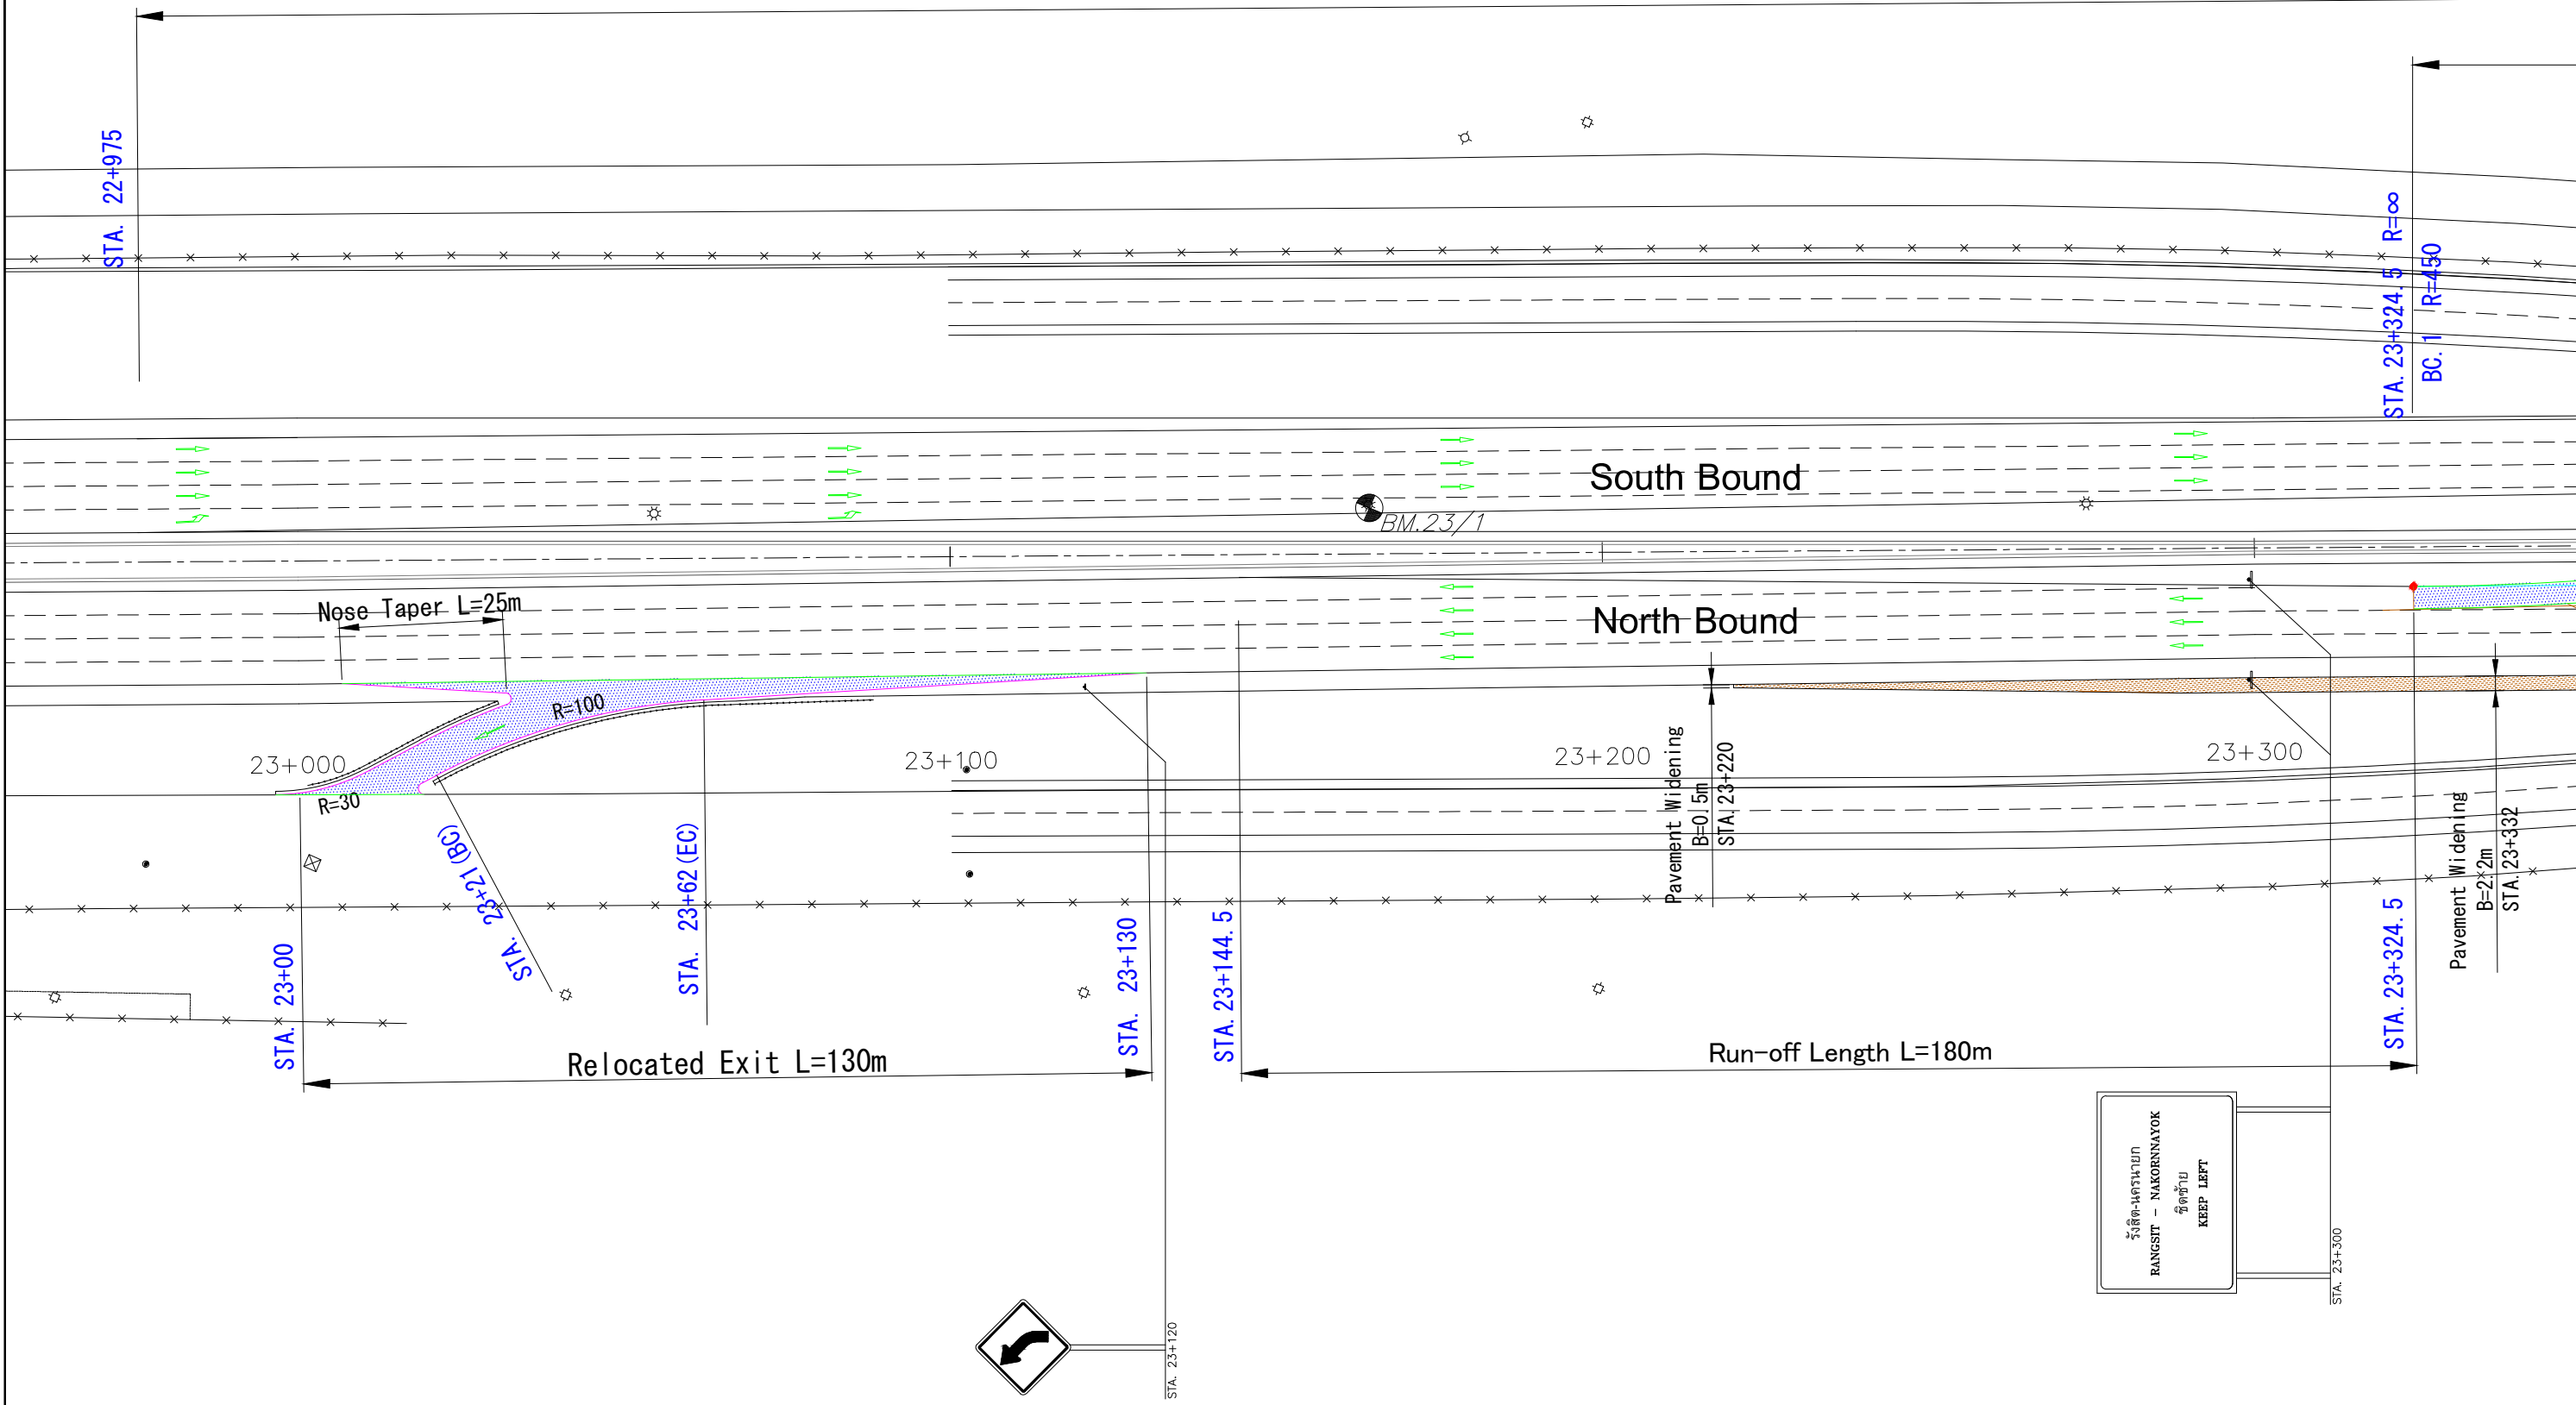 STA. 22+975
STA. 23+324. 5 R=∞
BC. 1 R=450
South Bound
BM.23/1
Nose Taper L=25m
North Bound
R=100
23+000
23+100
23+200
23+300
R=30
Pavement Widening
B=0.5m
STA.23+220
Pavement Widening
B=2.2m
STA.23+332
STA. 23+00
STA. 23+21(BC)
STA. 23+62(EC)
STA. 23+130
STA. 23+144. 5
STA. 23+324. 5
Relocated Exit L=130m
Run-off Length L=180m
รังสิต-นครนายก
RANGSIT - NAKORNNAYOK
ชิดซ้าย
KEEP LEFT
STA. 23+300
STA. 23+120